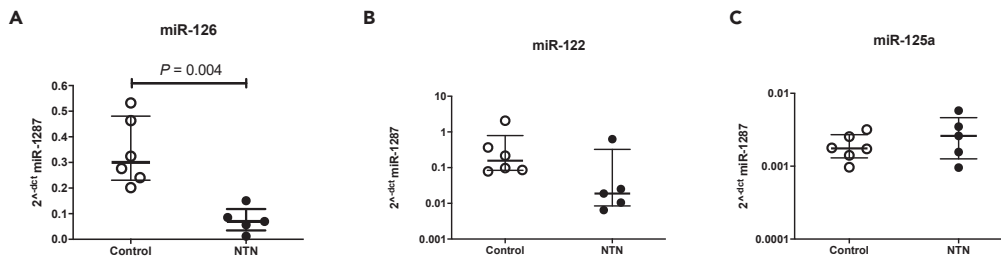 A
miR-126
P = 0.004
2^-dct miR-1287
0.6
0.5
0.4
0.3
0.2
0.1
0.0
Control
NTN
B
miR-122
2^-dct miR-1287
10
1
0.1
0.01
0.001
Control
NTN
C
miR-125a
2^-dct miR-1287
0.01
0.001
0.0001
Control
NTN